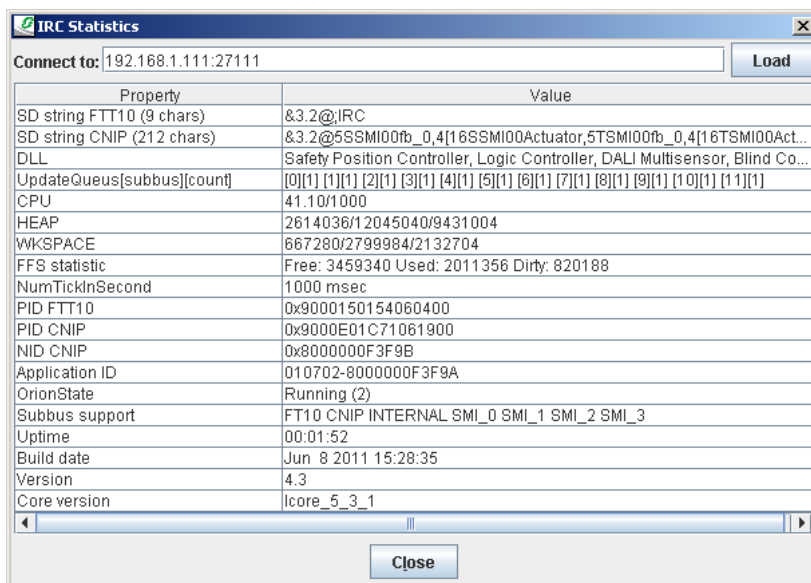 IRC Statistics
Connect to: 192.168.1.111:27111 Load
Property Value
SD string FTT10 (9 chars) &3.2@;IRC
SD string CNIP (212 chars) &3.2@5SSMI00fb_0,4[16SSMI00Actuator,5TSMI00fb_0,4[16TSMI00Act...
DLL Safety Position Controller, Logic Controller, DALI Multisensor, Blind Co...
UpdateQueue[subbus][count] [0][1] [1][1] [2][1] [3][1] [4][1] [5][1] [6][1] [7][1] [8][1] [9][1] [10][1] [11][1]
CPU 41.10/1000
HEAP 2614036/12045040/9431004
WKSPACE 667280/2799984/2132704
FFS statistic Free: 3459340 Used: 2011356 Dirty: 820188
NumTickInSecond 1000 msec
PID FTT10 0x9000150154060400
PID CNIP 0x9000E01C71061900
NID CNIP 0x8000000F3F9B
Application ID 010702-8000000F3F9A
OrionState Running (2)
Subbus support FT10 CNIP INTERNAL SMI_0 SMI_1 SMI_2 SMI_3
Uptime 00:01:52
Build date Jun 8 2011 15:28:35
Version 4.3
Core version lcore_5_3_1
Close